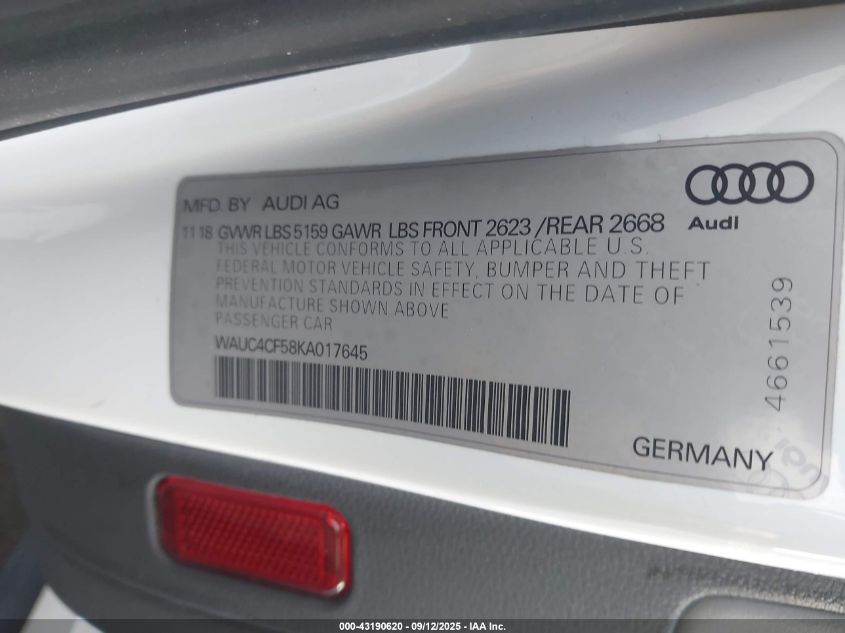 MFD. BY AUDI AG
Audi
11 18 GVWR LBS 5159 GAWR LBS FRONT 2623 /REAR 2668
THIS VEHICLE CONFORMS TO ALL APPLICABLE U.S.
FEDERAL MOTOR VEHICLE SAFETY, BUMPER AND THEFT
PREVENTION STANDARDS IN EFFECT ON THE DATE OF
MANUFACTURE SHOWN ABOVE
PASSENGER CAR
WAUC4CF58KA017645
4661539
GERMANY
000-43190620 - 09/12/2025 - IAA Inc.